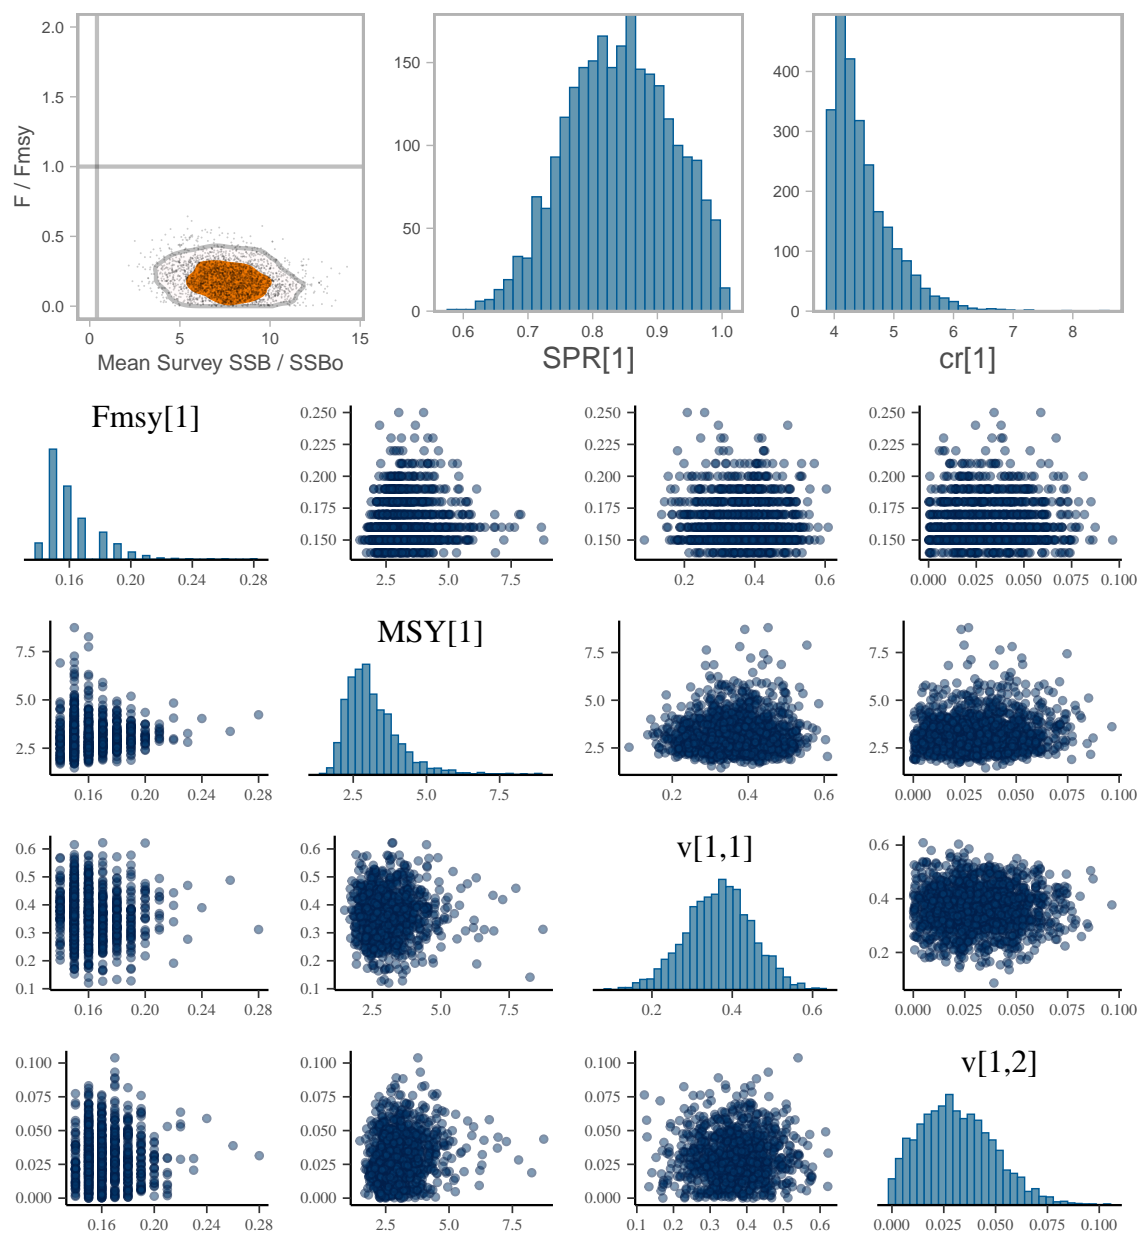 F / Fmsy
2.0
1.5
1.0
0.5
0.0
0 5 10 15
Mean Survey SSB / SSBo
150
100
50
0
0.6 0.7 0.8 0.9 1.0
SPR[1]
400
300
200
100
0
4 5 6 7 8
cr[1]
Fmsy[1]
0.16 0.20 0.24 0.28
0.250
0.225
0.200
0.175
0.150
2.5 5.0 7.5
0.250
0.225
0.200
0.175
0.150
0.2 0.4 0.6
0.250
0.225
0.200
0.175
0.150
0.000 0.025 0.050 0.075 0.100
7.5
5.0
2.5
0.16 0.20 0.24 0.28
MSY[1]
2.5 5.0 7.5
7.5
5.0
2.5
0.2 0.4 0.6
7.5
5.0
2.5
0.000 0.025 0.050 0.075 0.100
0.6
0.5
0.4
0.3
0.2
0.1
0.16 0.20 0.24 0.28
0.6
0.5
0.4
0.3
0.2
0.1
2.5 5.0 7.5
v[1,1]
0.2 0.4 0.6
0.6
0.4
0.2
0.000 0.025 0.050 0.075 0.100
0.100
0.075
0.050
0.025
0.000
0.16 0.20 0.24 0.28
0.100
0.075
0.050
0.025
0.000
2.5 5.0 7.5
0.100
0.075
0.050
0.025
0.000
0.1 0.2 0.3 0.4 0.5 0.6
v[1,2]
0.000 0.025 0.050 0.075 0.100